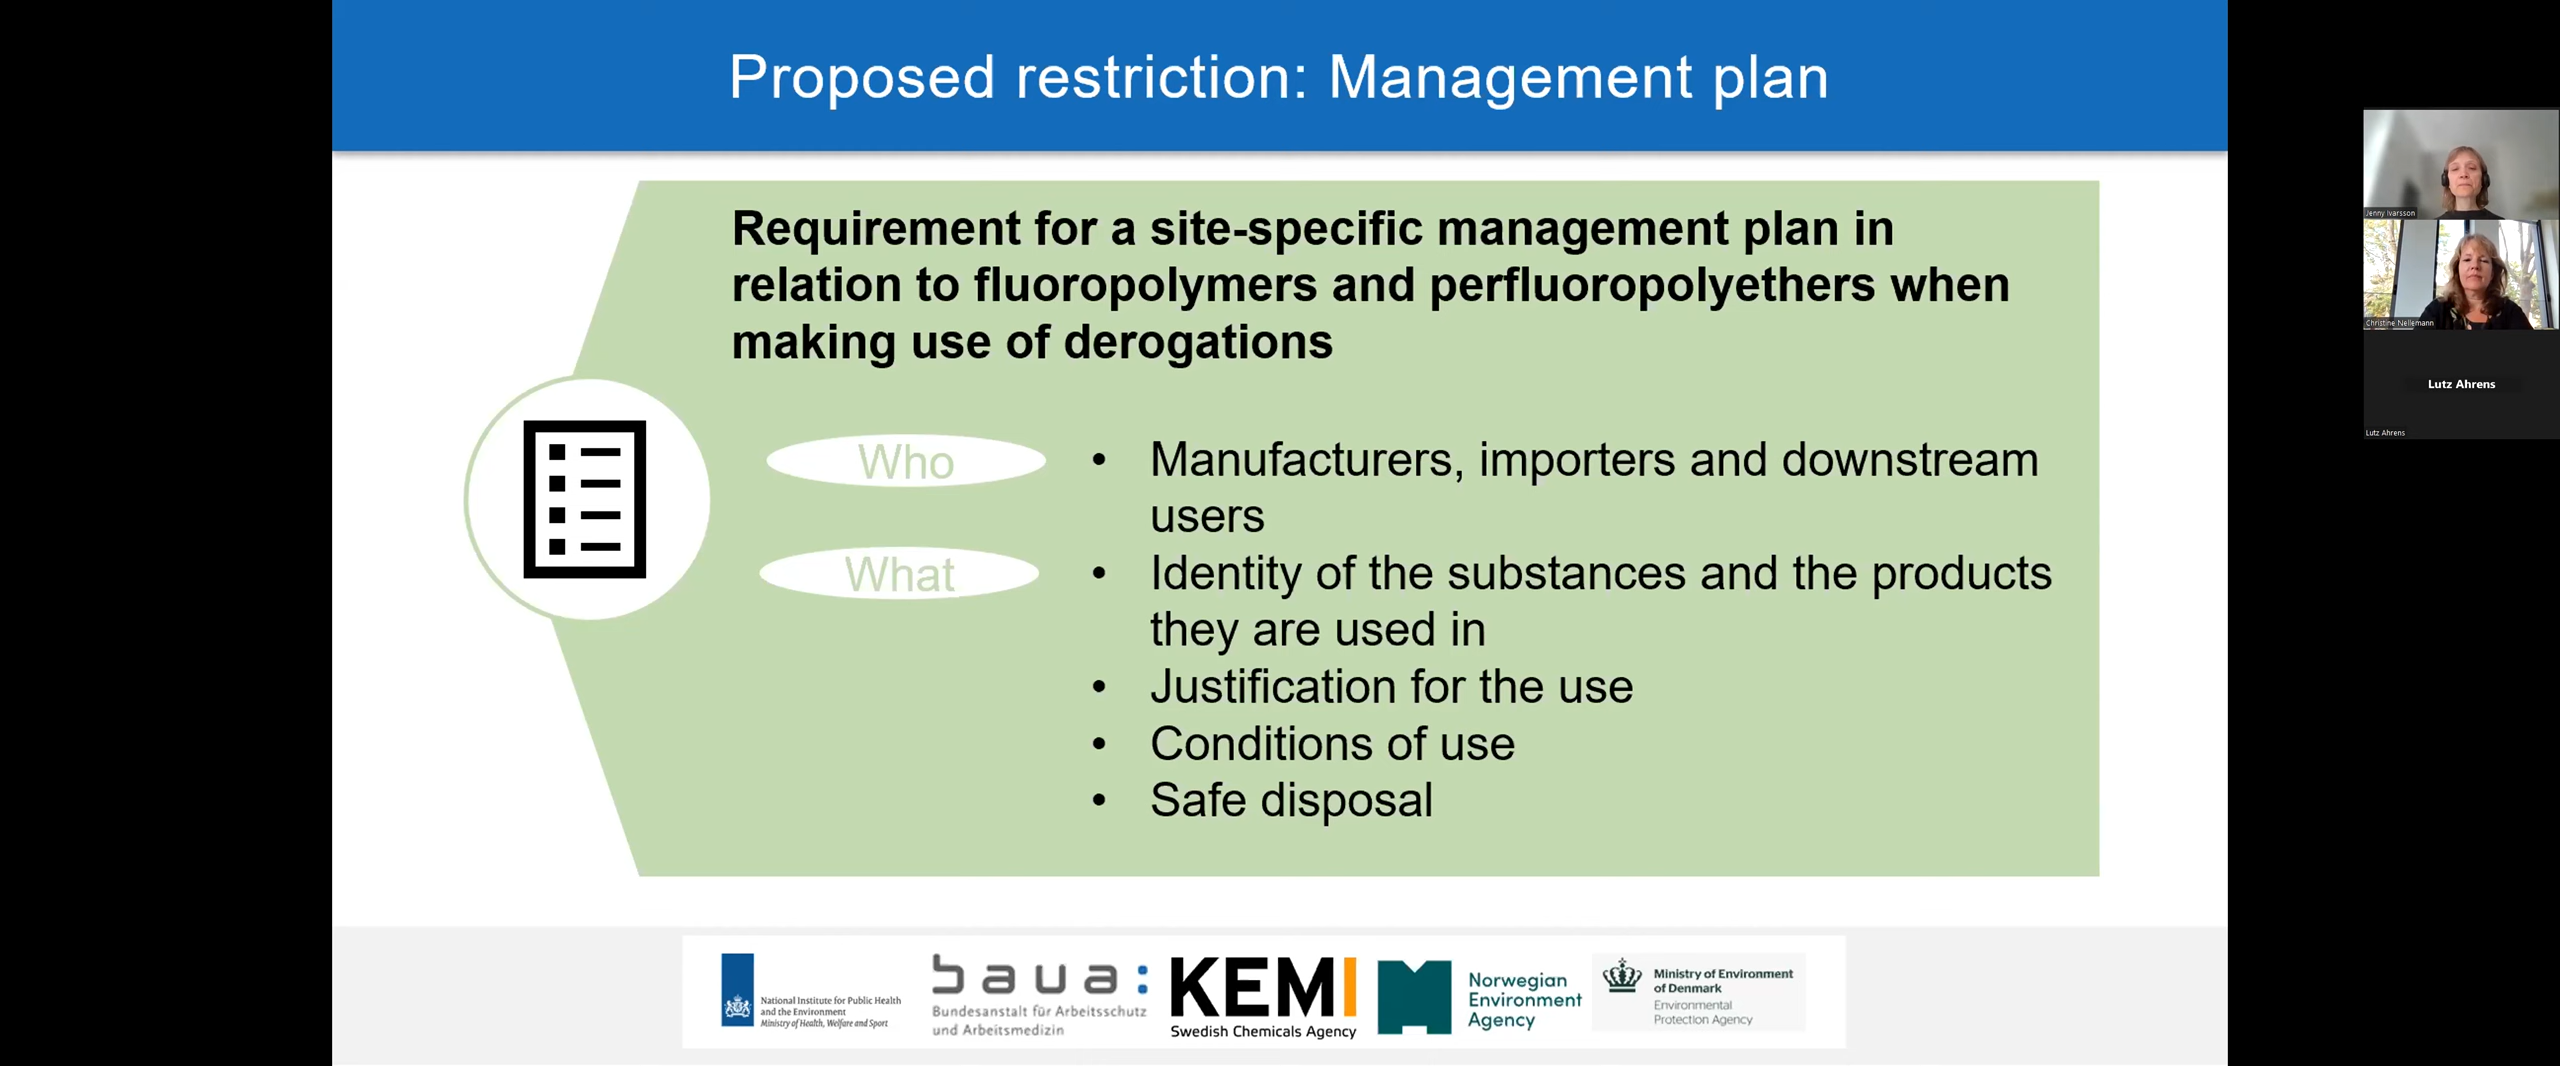 Proposed restriction: Management plan
Requirement for a site-specific management plan in
relation to fluoropolymers and perfluoropolyethers when
making use of derogations
Who
• Manufacturers, importers and downstream
users
What
• Identity of the substances and the products
they are used in
• Justification for the use
• Conditions of use
• Safe disposal
National Institute for Public Health
and the Environment
Ministry of Health, Welfare and Sport
baua:
Bundesanstalt für Arbeitsschutz
und Arbeitsmedizin
KEMI
Swedish Chemicals Agency
Norwegian
Environment
Agency
Ministry of Environment
of Denmark
Environmental
Protection Agency
Jenny Ivarsson
Christine Nellemann
Lutz Ahrens
Lutz Ahrens